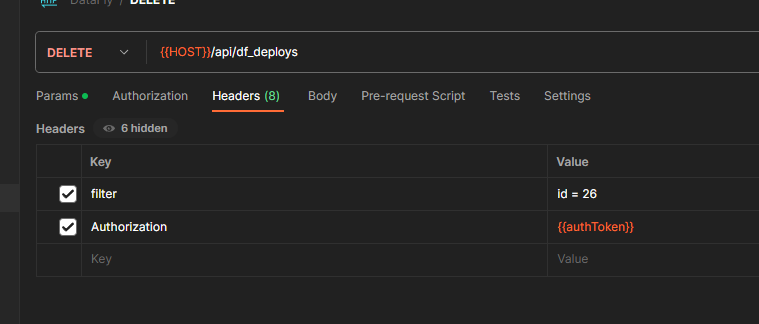 HTTP DataFly / DELETE
DELETE {{HOST}}/api/df_deploys
Params Authorization Headers (8) Body Pre-request Script Tests Settings
Headers 6 hidden
Key Value
filter id = 26
Authorization {{authToken}}
Key Value